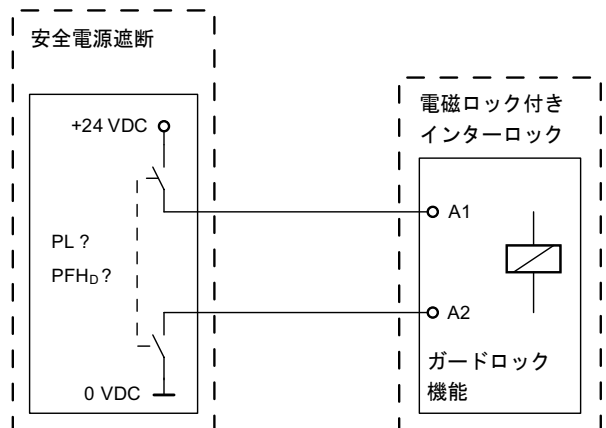 安全電源遮断
+24 VDC
PL ?
PFHD ?
0 VDC
電磁ロック付き
インターロック
A1
A2
ガードロック
機能